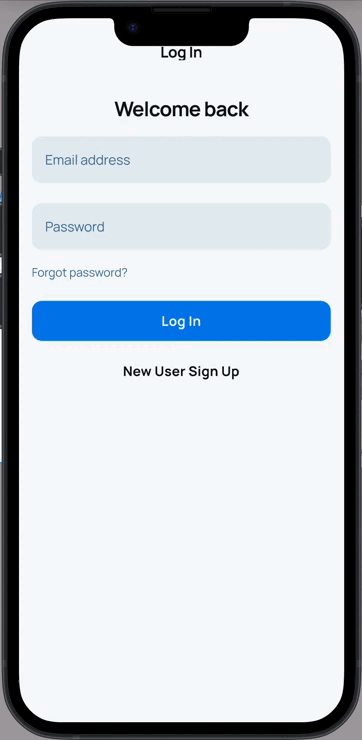 Log In
Welcome back
Email address
Password
Forgot password?
Log In
New User Sign Up